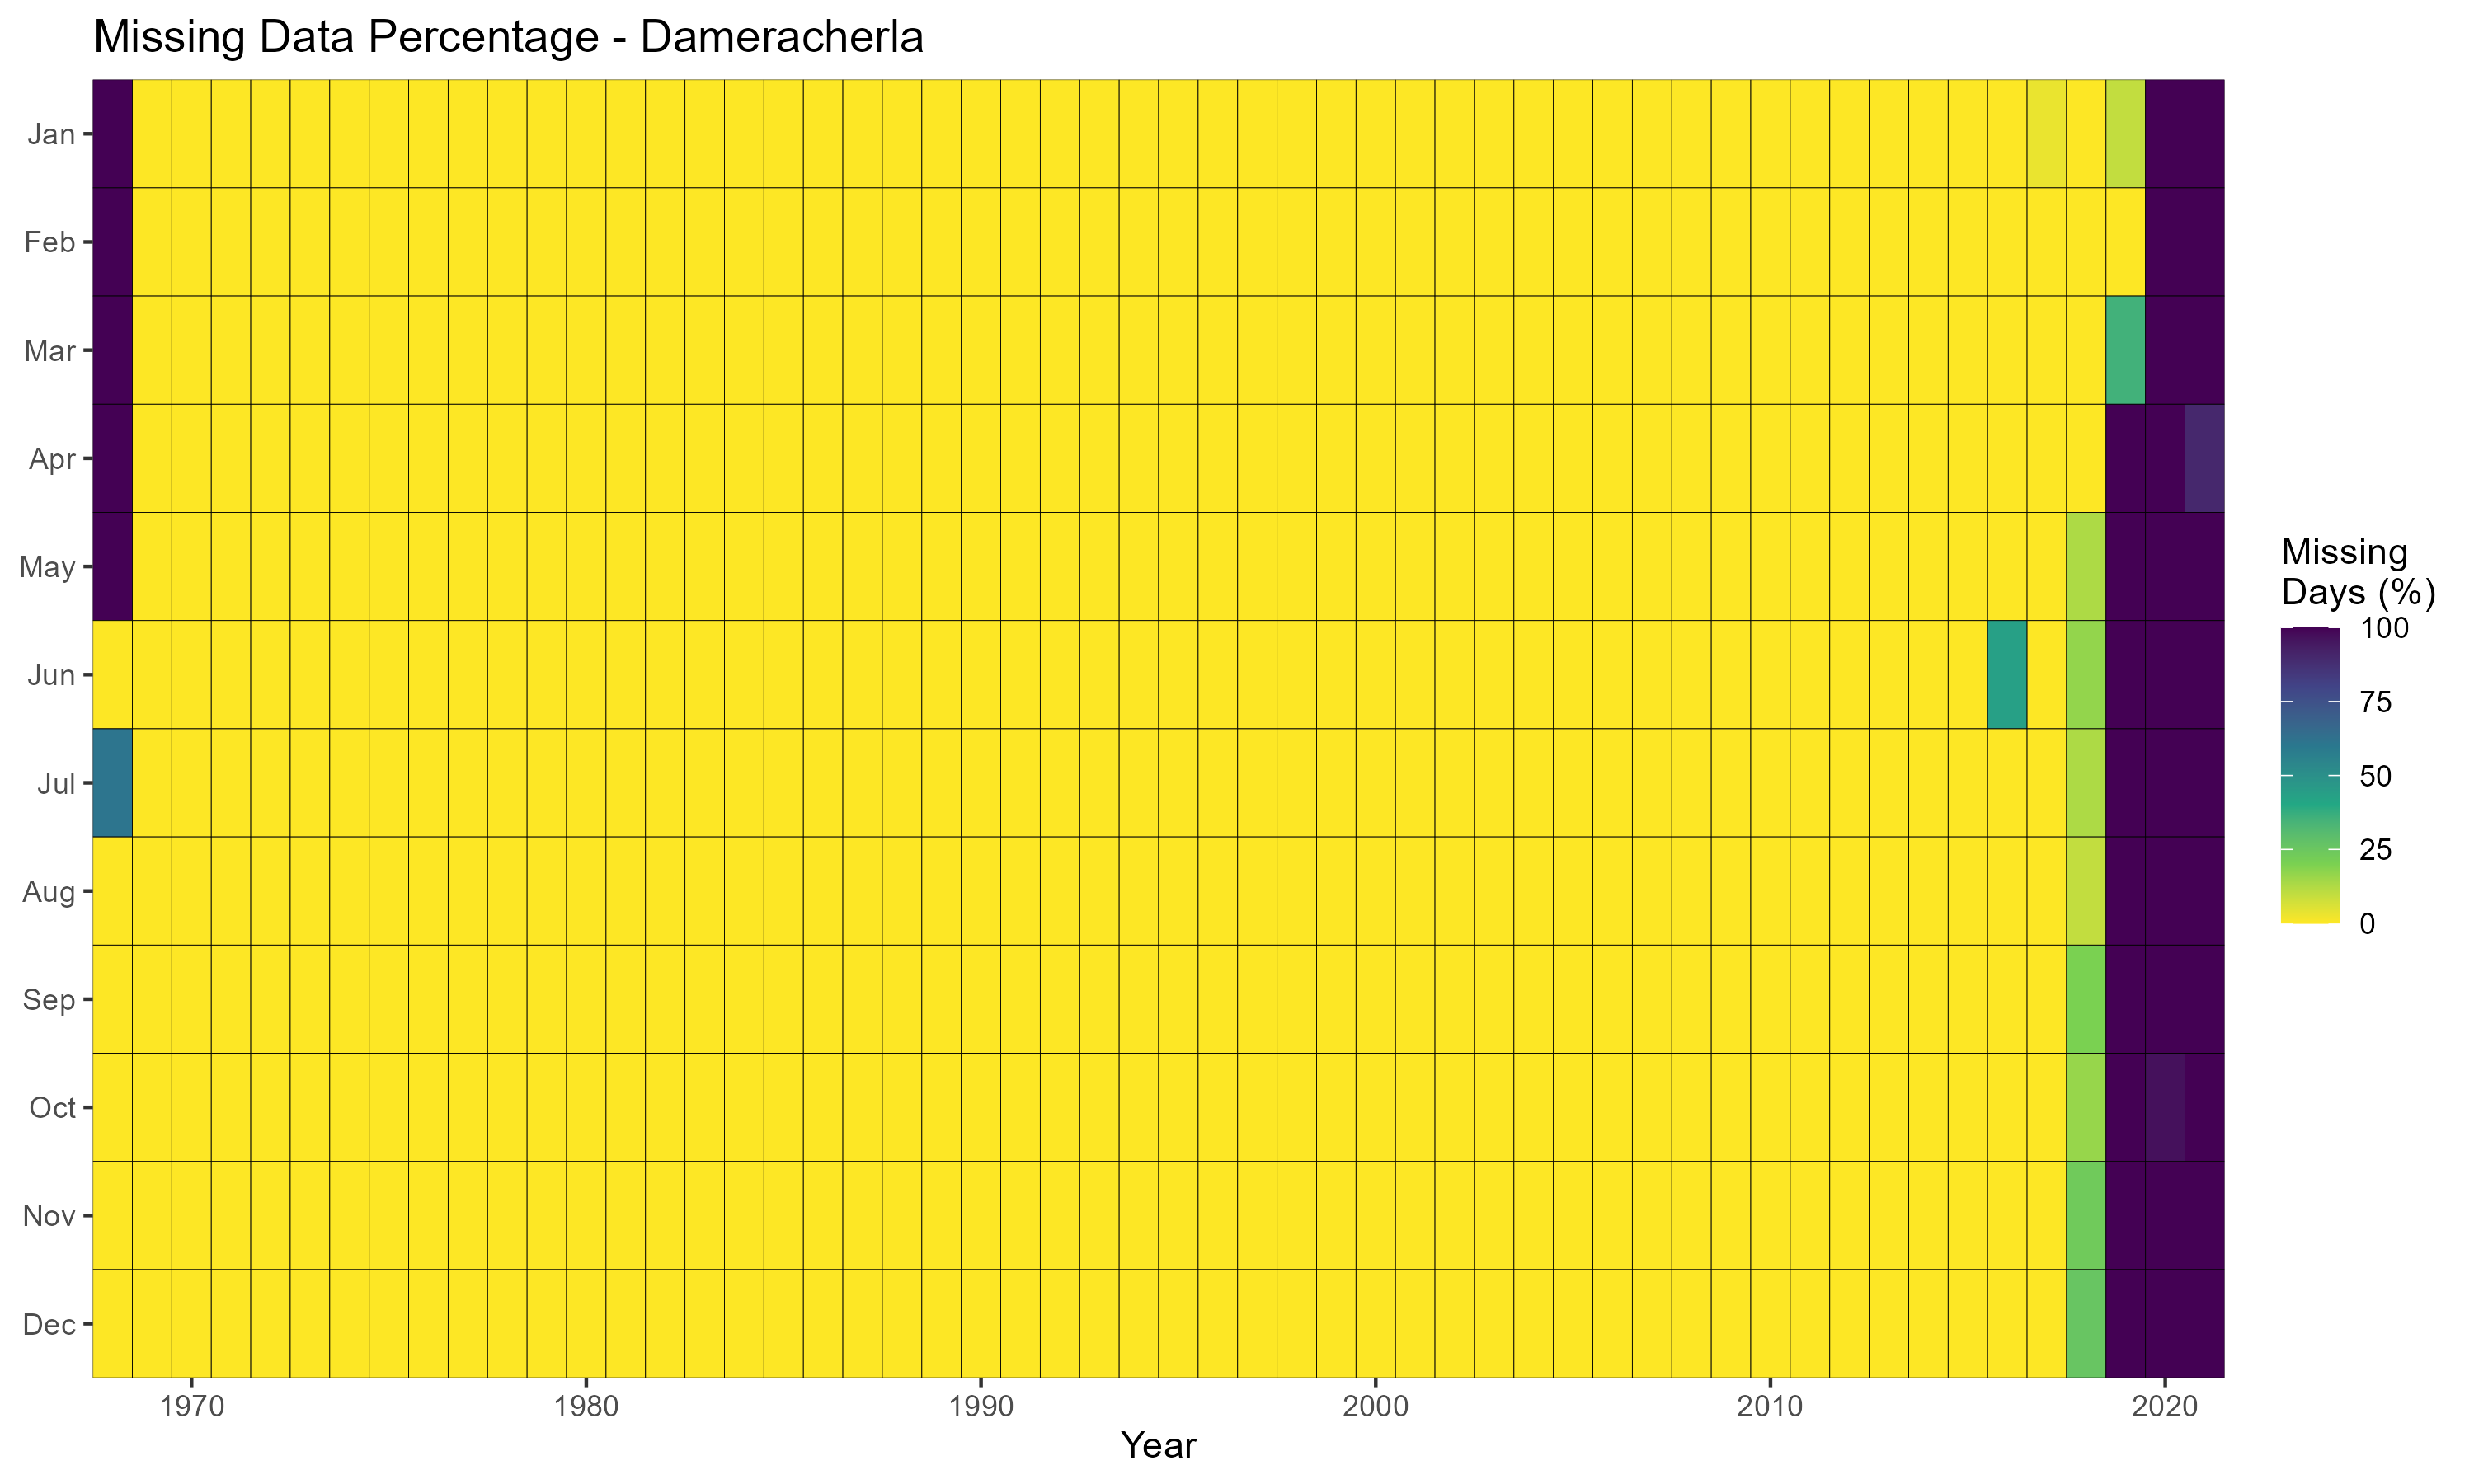 Missing Data Percentage - Dameracherla
Jan
Feb
Mar
Apr
May
Jun
Jul
Aug
Sep
Oct
Nov
Dec
1970 1980 1990 2000 2010 2020
Year
Missing
Days (%)
100
75
50
25
0